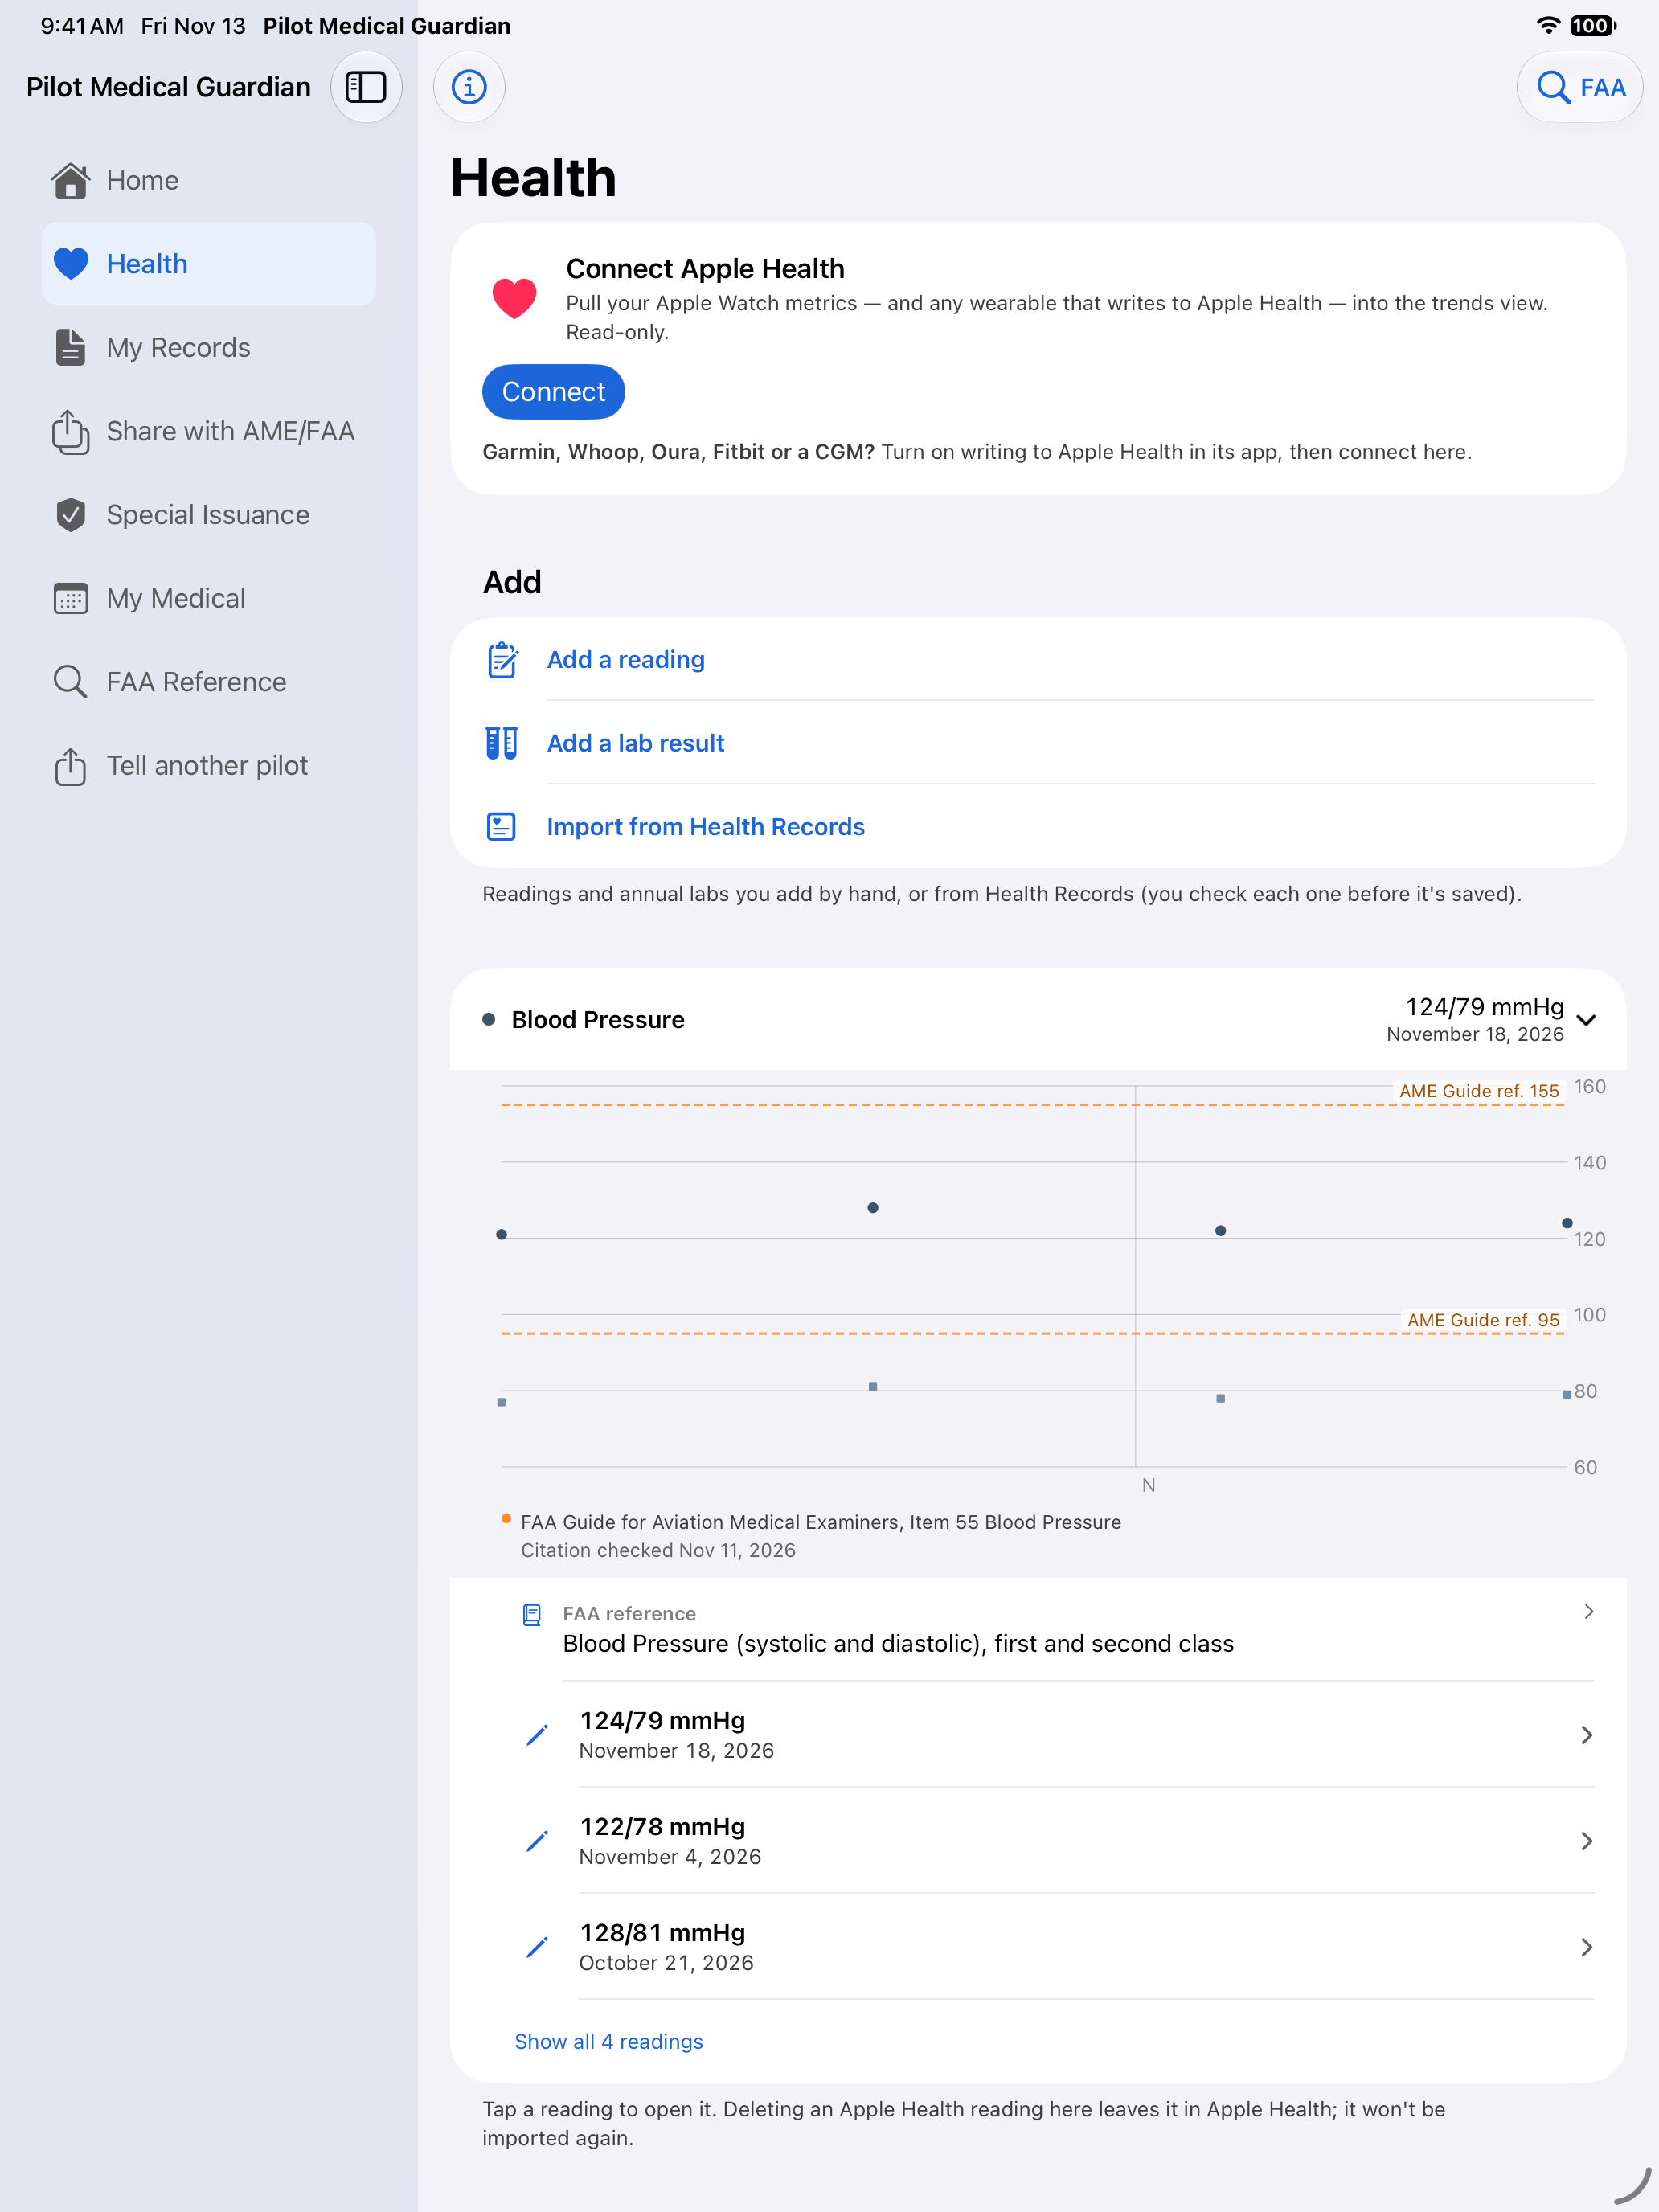 9:41 AM Fri Nov 13 Pilot Medical Guardian
100
Pilot Medical Guardian
FAA
Home
Health
My Records
Share with AME/FAA
Special Issuance
My Medical
FAA Reference
Tell another pilot
Health
Connect Apple Health
Pull your Apple Watch metrics — and any wearable that writes to Apple Health — into the trends view.
Read-only.
Connect
Garmin, Whoop, Oura, Fitbit or a CGM? Turn on writing to Apple Health in its app, then connect here.
Add
Add a reading
Add a lab result
Import from Health Records
Readings and annual labs you add by hand, or from Health Records (you check each one before it's saved).
Blood Pressure
124/79 mmHg
November 18, 2026
AME Guide ref. 155
160
140
120
100
AME Guide ref. 95
80
60
N
FAA Guide for Aviation Medical Examiners, Item 55 Blood Pressure
Citation checked Nov 11, 2026
FAA reference
Blood Pressure (systolic and diastolic), first and second class
124/79 mmHg
November 18, 2026
122/78 mmHg
November 4, 2026
128/81 mmHg
October 21, 2026
Show all 4 readings
Tap a reading to open it. Deleting an Apple Health reading here leaves it in Apple Health; it won't be
imported again.